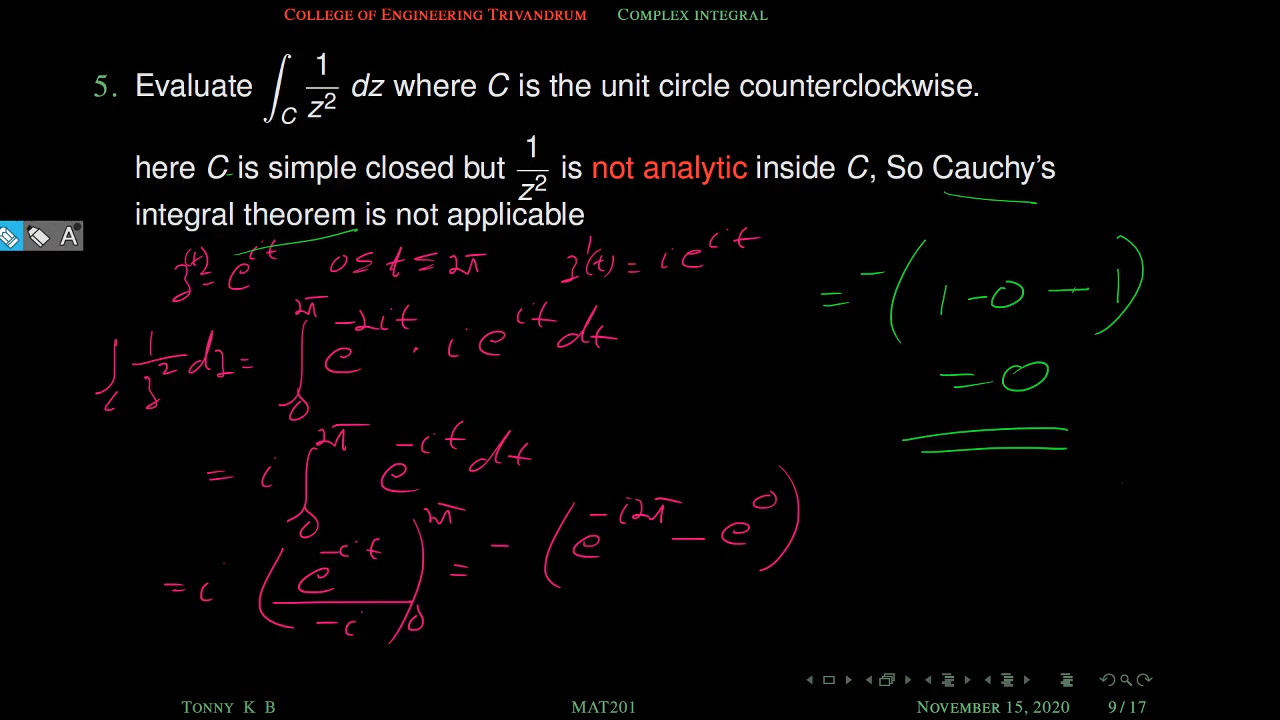 COLLEGE OF ENGINEERING TRIVANDRUM COMPLEX INTEGRAL
5. Evaluate ∫_C 1/z² dz where C is the unit circle counterclockwise.
here C is simple closed but 1/z² is not analytic inside C, So Cauchy's
integral theorem is not applicable
A
z(t) = e^{it} 0 ≤ t ≤ 2π z'(t) = i e^{it}
∫_C 1/z² dz = ∫_0^{2π} e^{-2it} · i e^{it} dt
= i ∫_0^{2π} e^{-it} dt
= i (e^{-it}/-i)_0^{2π} = -(e^{-i2π} - e^0)
= -(1 - 0 - 1)
= 0
TONNY K B MAT201 NOVEMBER 15, 2020 9 / 17